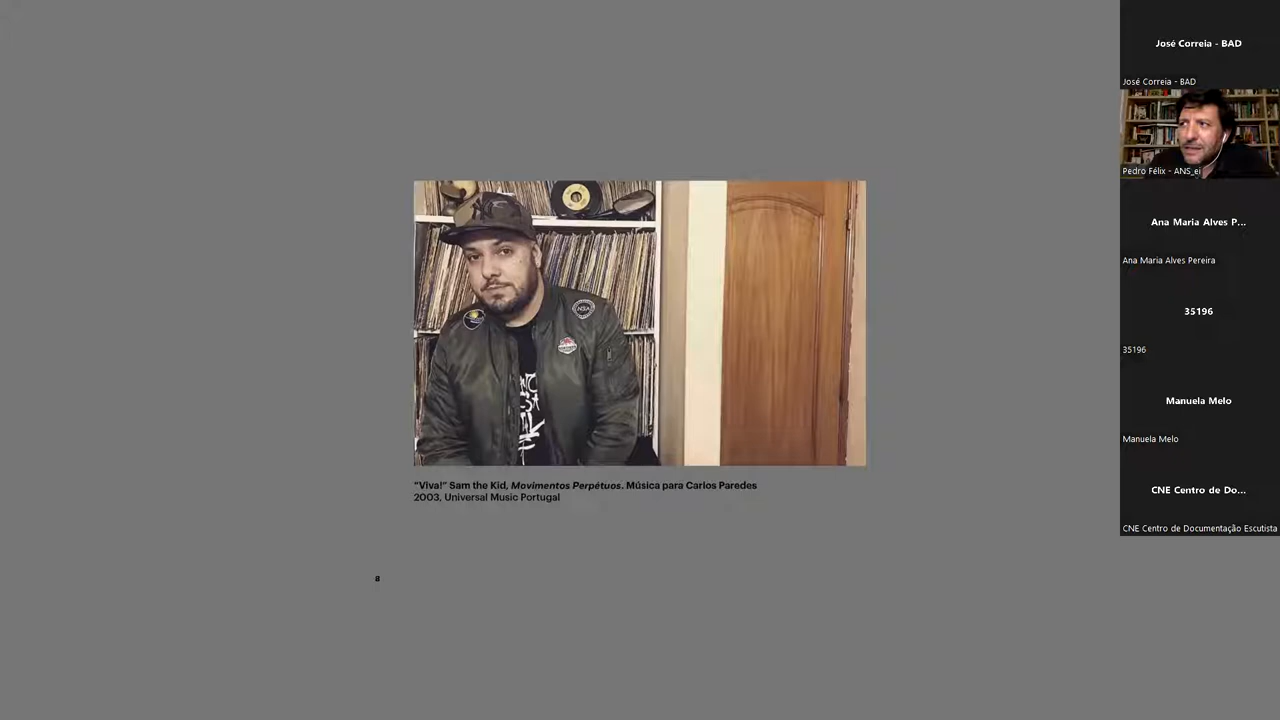 "Viva!" Sam the Kid, Movimentos Perpétuos. Música para Carlos Paredes
2003, Universal Music Portugal
8
José Correia - BAD
José Correia - BAD
Pedro Félix - ANS_ei
Ana Maria Alves P...
Ana Maria Alves Pereira
35196
35196
Manuela Melo
Manuela Melo
CNE Centro de Do...
CNE Centro de Documentação Escutista